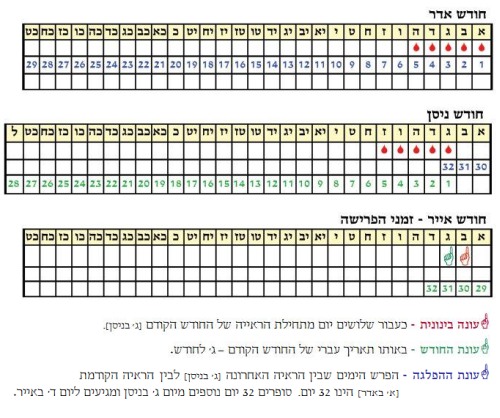 חודש אדר
א ב ג ד ה ו ז ח ט י יא יב יג יד טו טז יז יח יט כ כא כב כג כד כה כו כז כח כט
1 2 3 4 5 6 7 8 9 10 11 12 13 14 15 16 17 18 19 20 21 22 23 24 25 26 27 28 29
חודש ניסן
א ב ג ד ה ו ז ח ט י יא יב יג יד טו טז יז יח יט כ כא כב כג כד כה כו כז כח כט ל
30 31 32
1 2 3 4 5 6 7 8 9 10 11 12 13 14 15 16 17 18 19 20 21 22 23 24 25 26 27 28
חודש אייר - זמני הפרישה
א ב ג ד ה ו ז ח ט י יא יב יג יד טו טז יז יח יט כ כא כב כג כד כה כו כז כח כט
29 30 31 32
עונה בינונית - כעבור שלושים יום מתחילת הראייה של החודש הקודם [ג׳ בניסן].
עונת החודש - באותו תאריך עברי של החודש הקודם – ג׳ לחודש.
עונת ההפלגה - הפרש הימים שבין הראיה האחרונה [ג׳ בניסן] לבין הראיה הקודמת
[א׳ באדר] הינו 32 יום. סופרים 32 יום נוספים מיום ג׳ בניסן ומגיעים ליום ד׳ באייר.